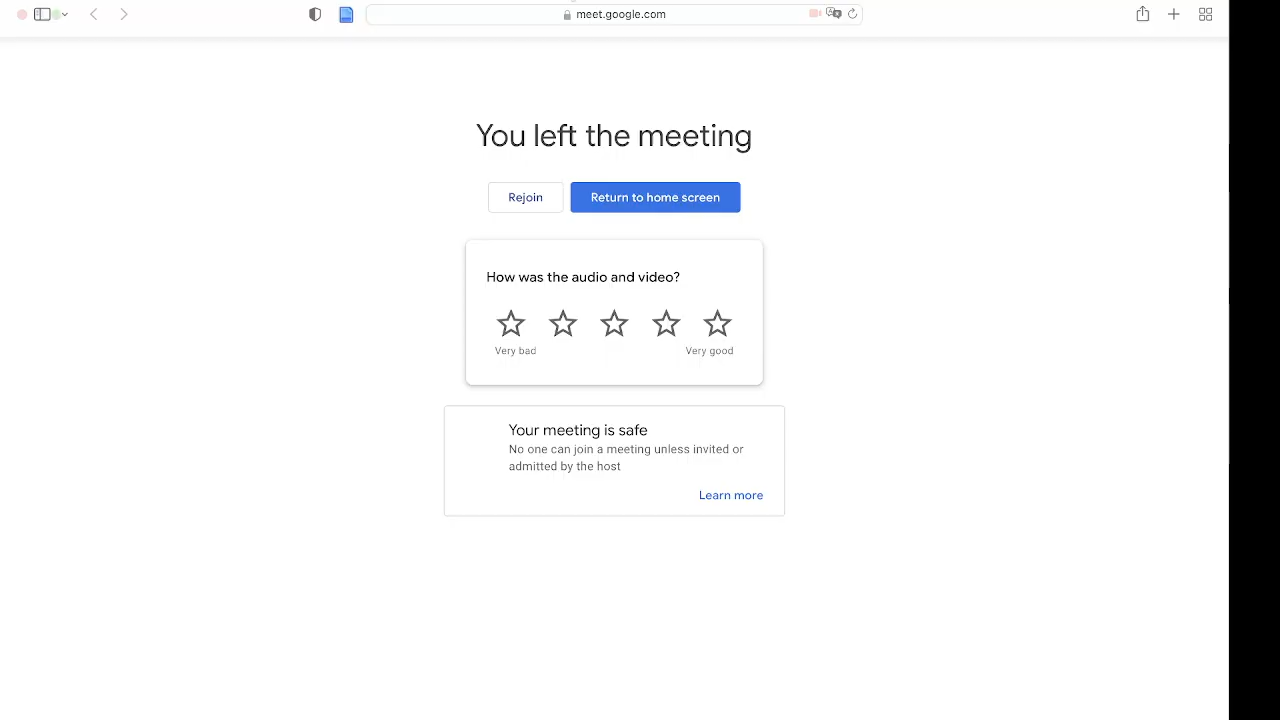 meet.google.com
You left the meeting
Rejoin
Return to home screen
How was the audio and video?
Very bad
Very good
Your meeting is safe
No one can join a meeting unless invited or
admitted by the host
Learn more